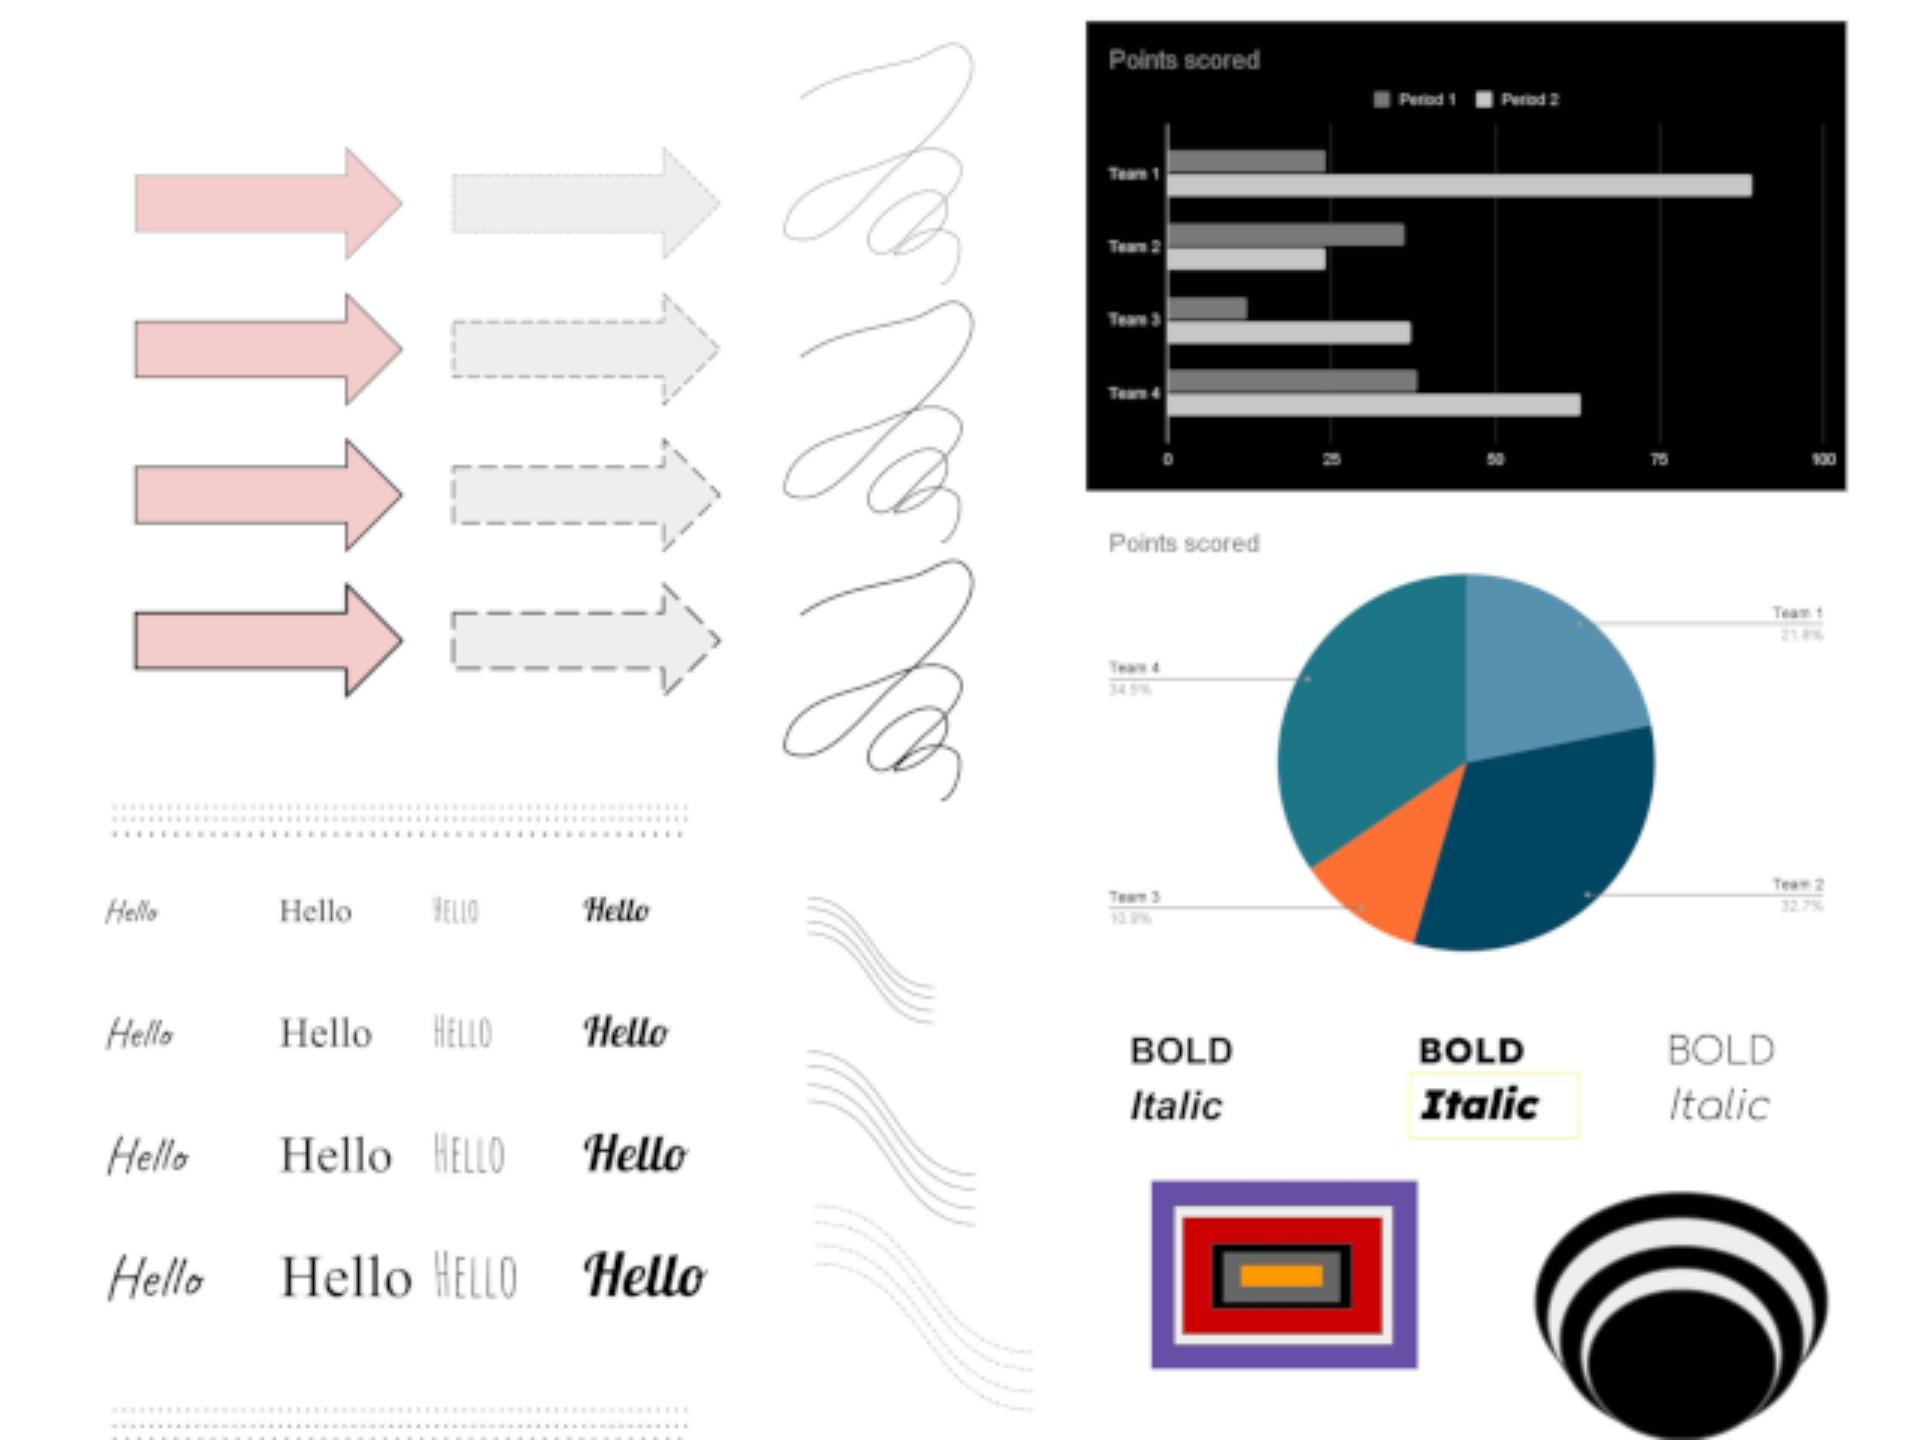 Points scored
Period 1 Period 2
Team 1
Team 2
Team 3
Team 4
0 25 50 75 100
Points scored
Team 1
21.8%
Team 4
34.5%
Team 2
32.7%
Team 3
10.9%
Hello Hello HELLO Hello
Hello Hello HELLO Hello
Hello Hello HELLO Hello
Hello Hello HELLO Hello
BOLD BOLD BOLD
Italic Italic Italic